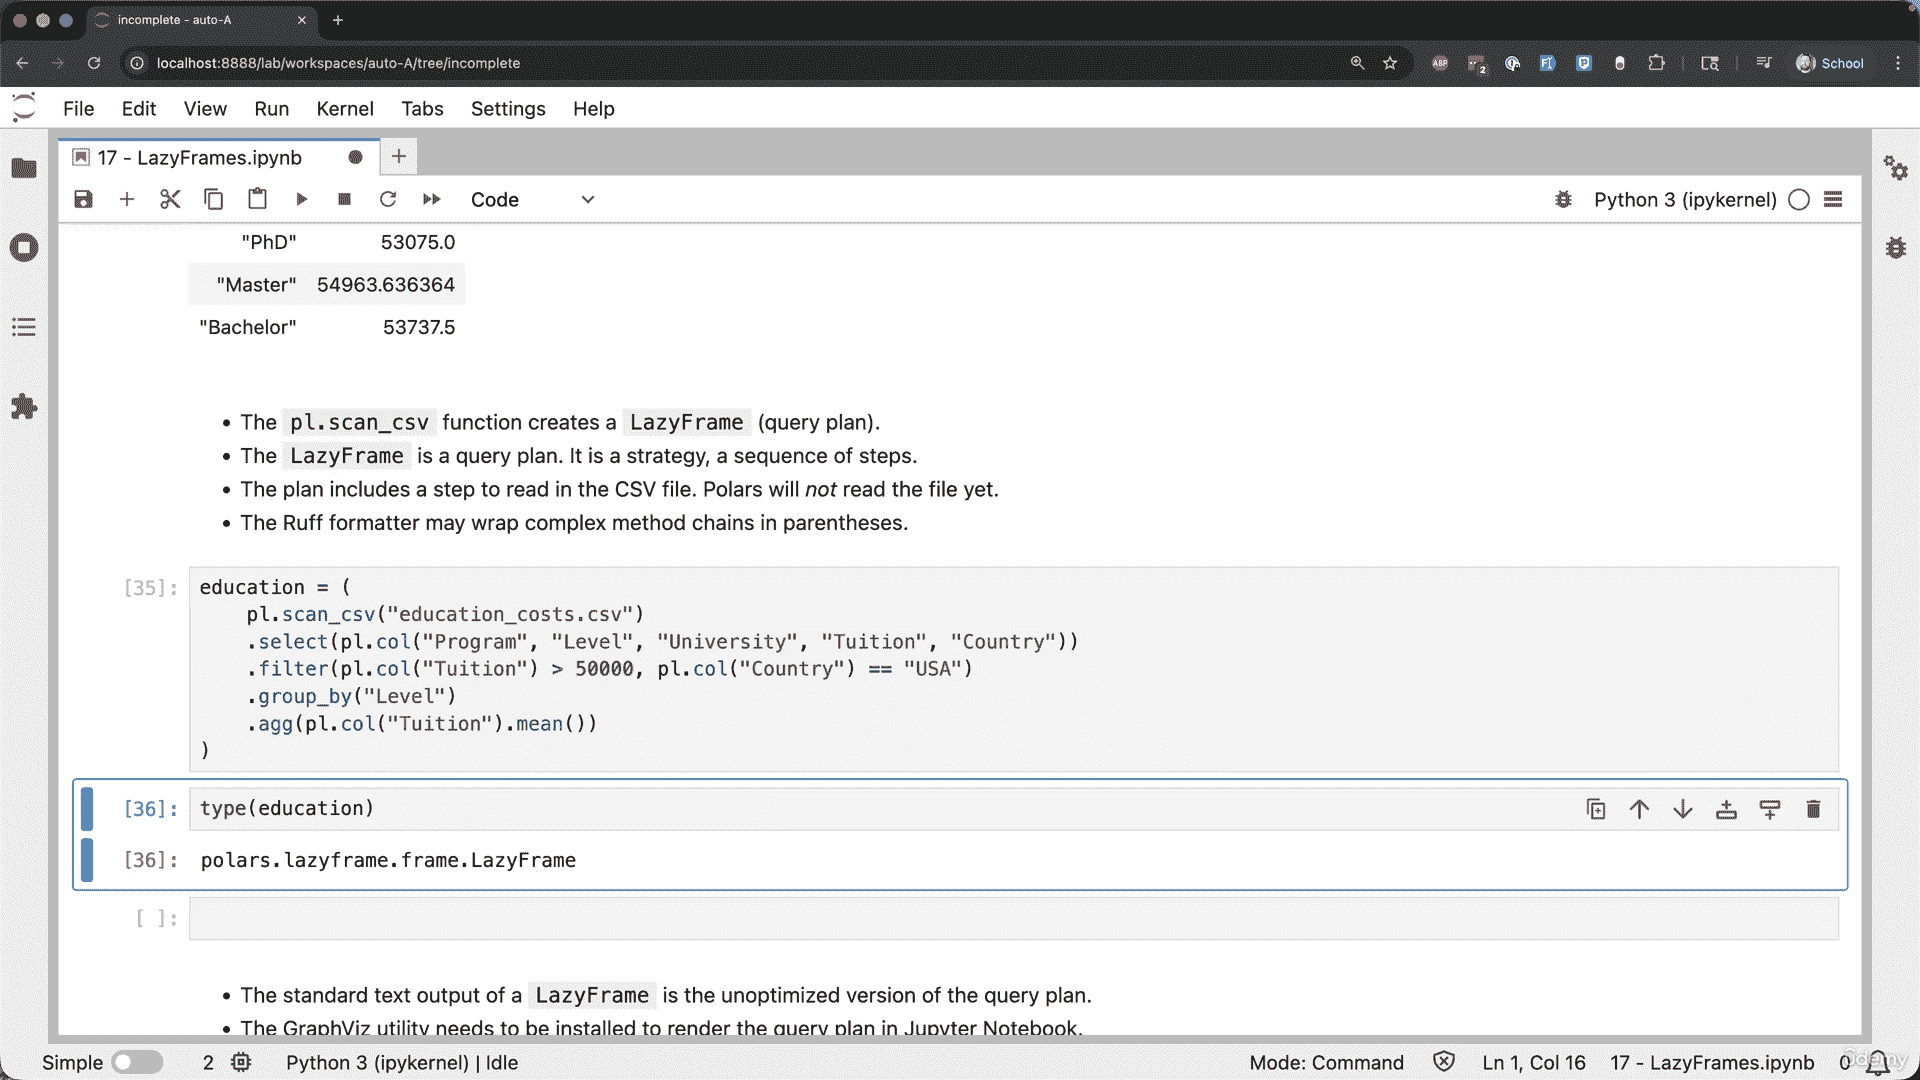 incomplete - auto-A
localhost:8888/lab/workspaces/auto-A/tree/incomplete
ABP
2
School
File Edit View Run Kernel Tabs Settings Help
17 - LazyFrames.ipynb
Code
Python 3 (ipykernel)
"PhD" 53075.0
"Master" 54963.636364
"Bachelor" 53737.5
• The pl.scan_csv function creates a LazyFrame (query plan).
• The LazyFrame is a query plan. It is a strategy, a sequence of steps.
• The plan includes a step to read in the CSV file. Polars will not read the file yet.
• The Ruff formatter may wrap complex method chains in parentheses.
[35]: education = (
pl.scan_csv("education_costs.csv")
.select(pl.col("Program", "Level", "University", "Tuition", "Country"))
.filter(pl.col("Tuition") > 50000, pl.col("Country") == "USA")
.group_by("Level")
.agg(pl.col("Tuition").mean())
)
[36]: type(education)
[36]: polars.lazyframe.frame.LazyFrame
[ ]:
• The standard text output of a LazyFrame is the unoptimized version of the query plan.
• The GraphViz utility needs to be installed to render the query plan in Jupyter Notebook.
Simple 2 Python 3 (ipykernel) | Idle Mode: Command Ln 1, Col 16 17 - LazyFrames.ipynb 0
Udemy